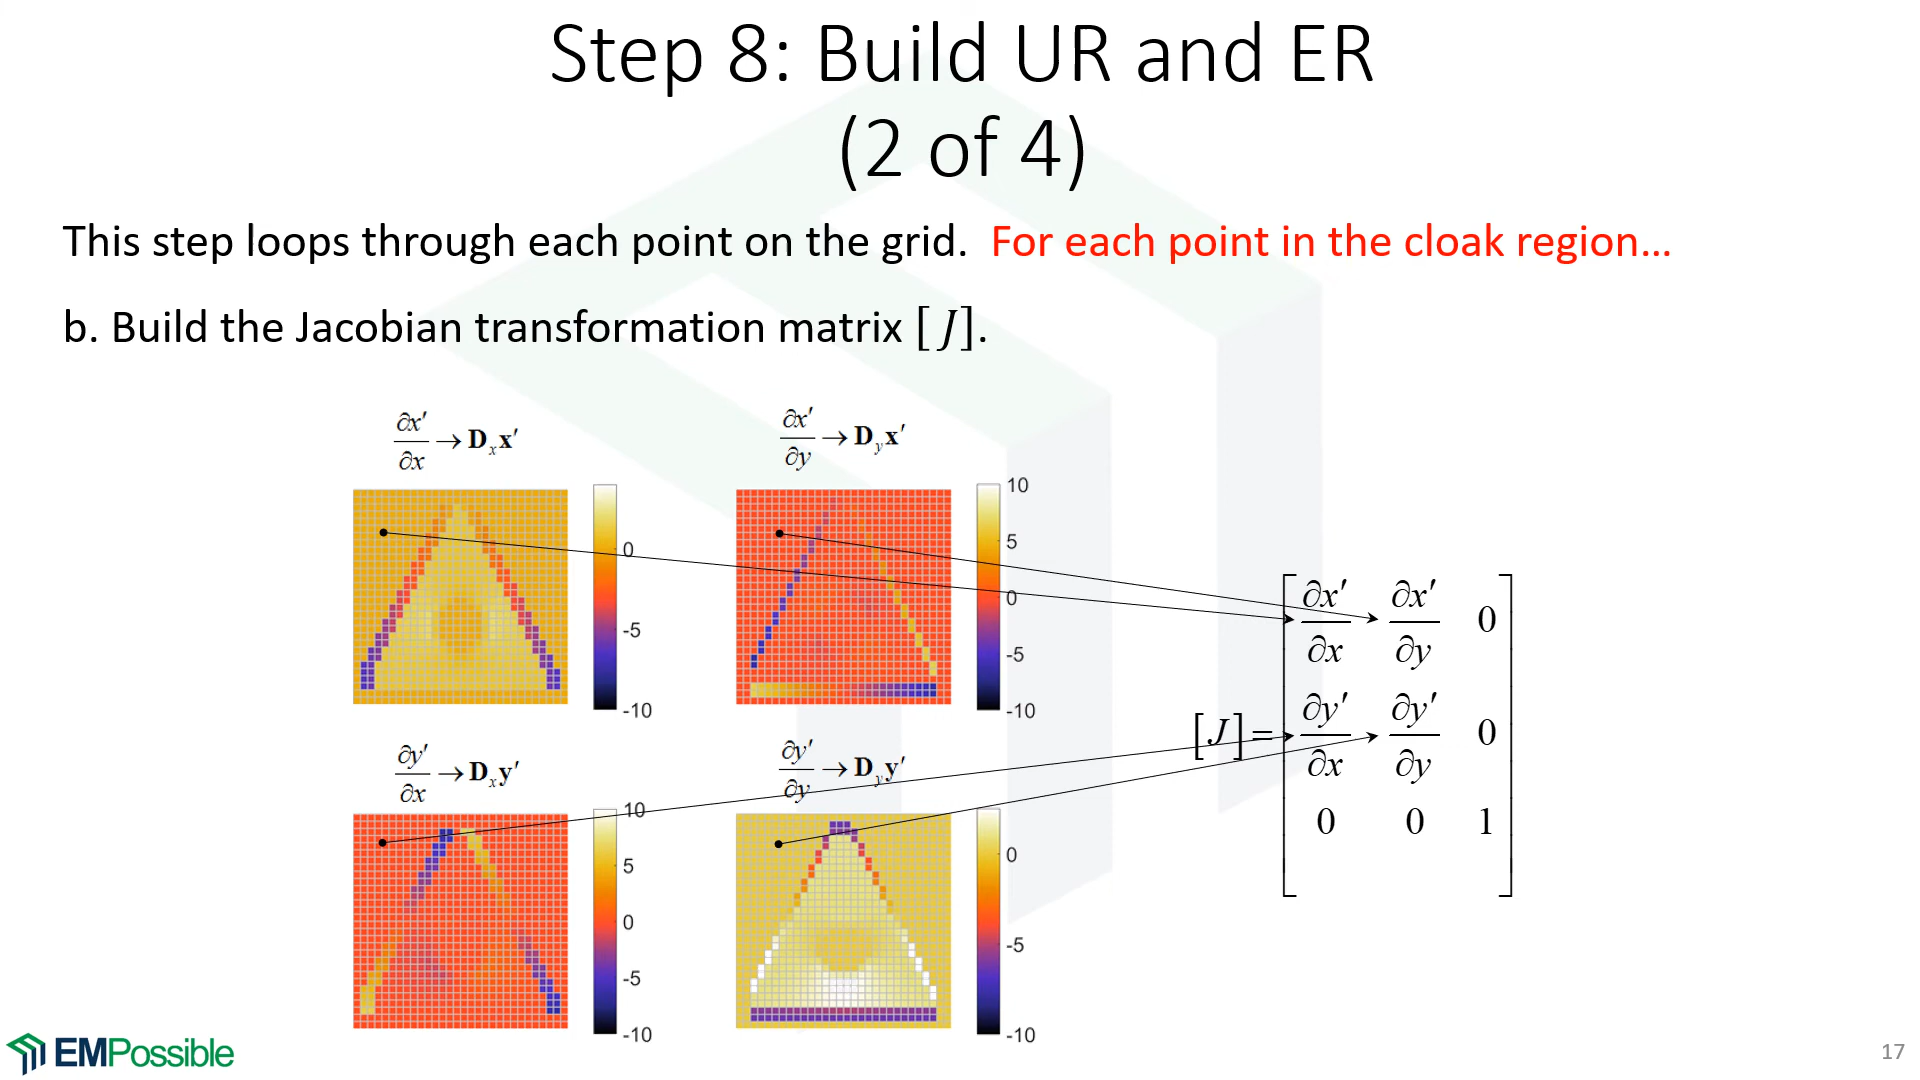 Step 8: Build UR and ER
(2 of 4)
This step loops through each point on the grid. For each point in the cloak region…
b. Build the Jacobian transformation matrix [J].
∂x′/∂x → Dₓx′
∂x′/∂y → D_y x′
0
-5
-10
10
5
0
-5
-10
∂y′/∂x → Dₓy′
∂y′/∂y → D_y y′
10
5
0
-5
-10
0
-5
-10
[J] =
∂x′/∂x ∂x′/∂y 0
∂y′/∂x ∂y′/∂y 0
0 0 1
EMPossible
17